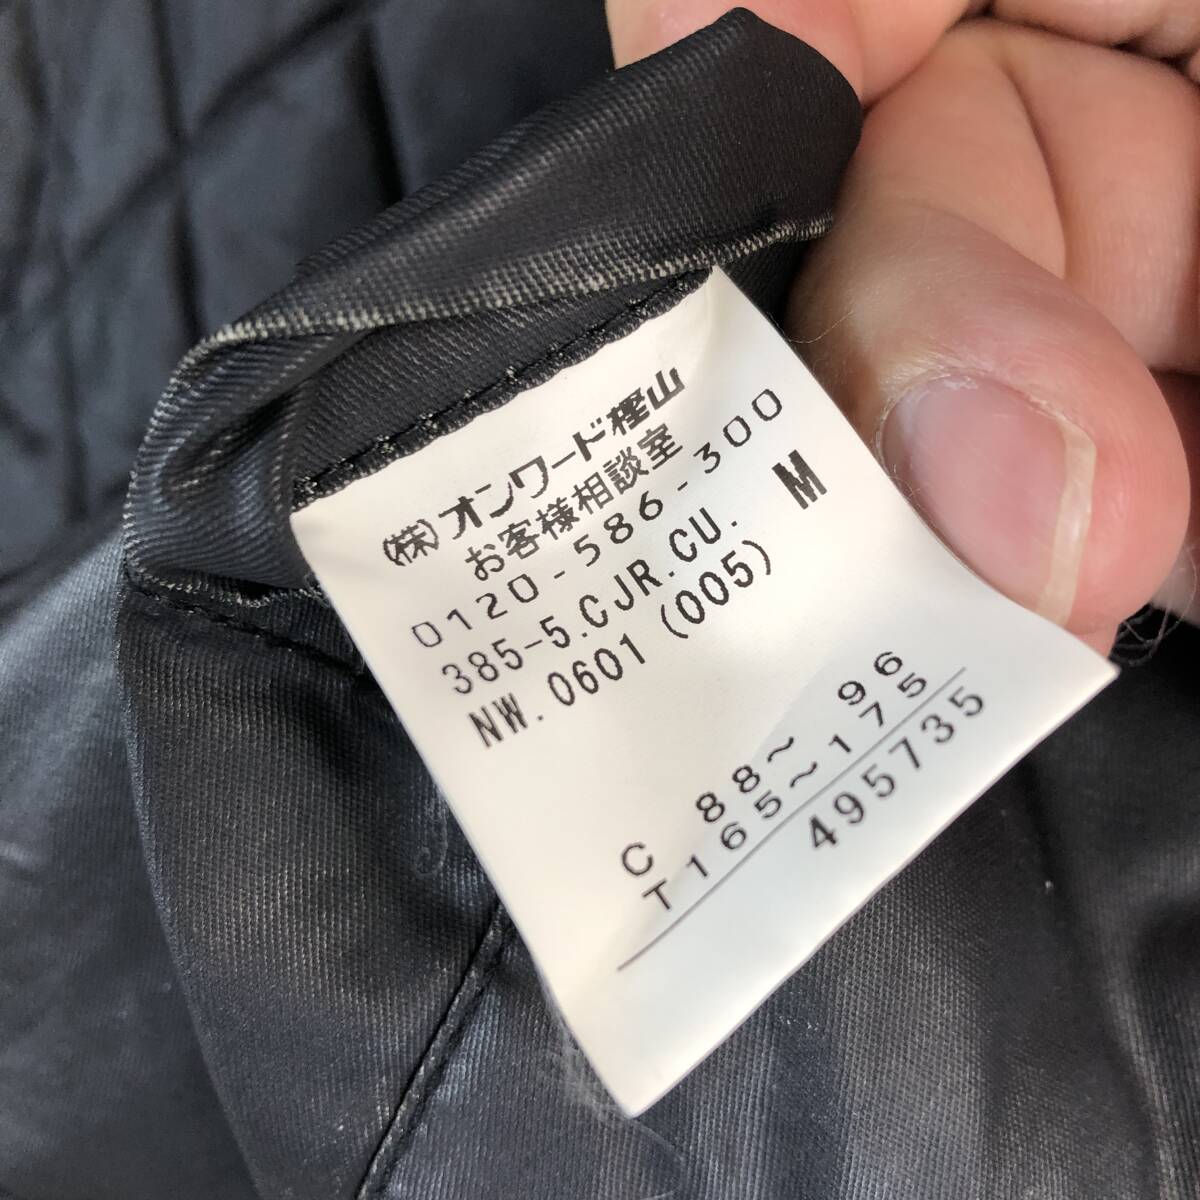 (株)オンワード樫山
お客様相談室
0120-586-300
385-5.CJR.CU. M
NW.0601 (005)
C 88～ 96
T165～175
495735